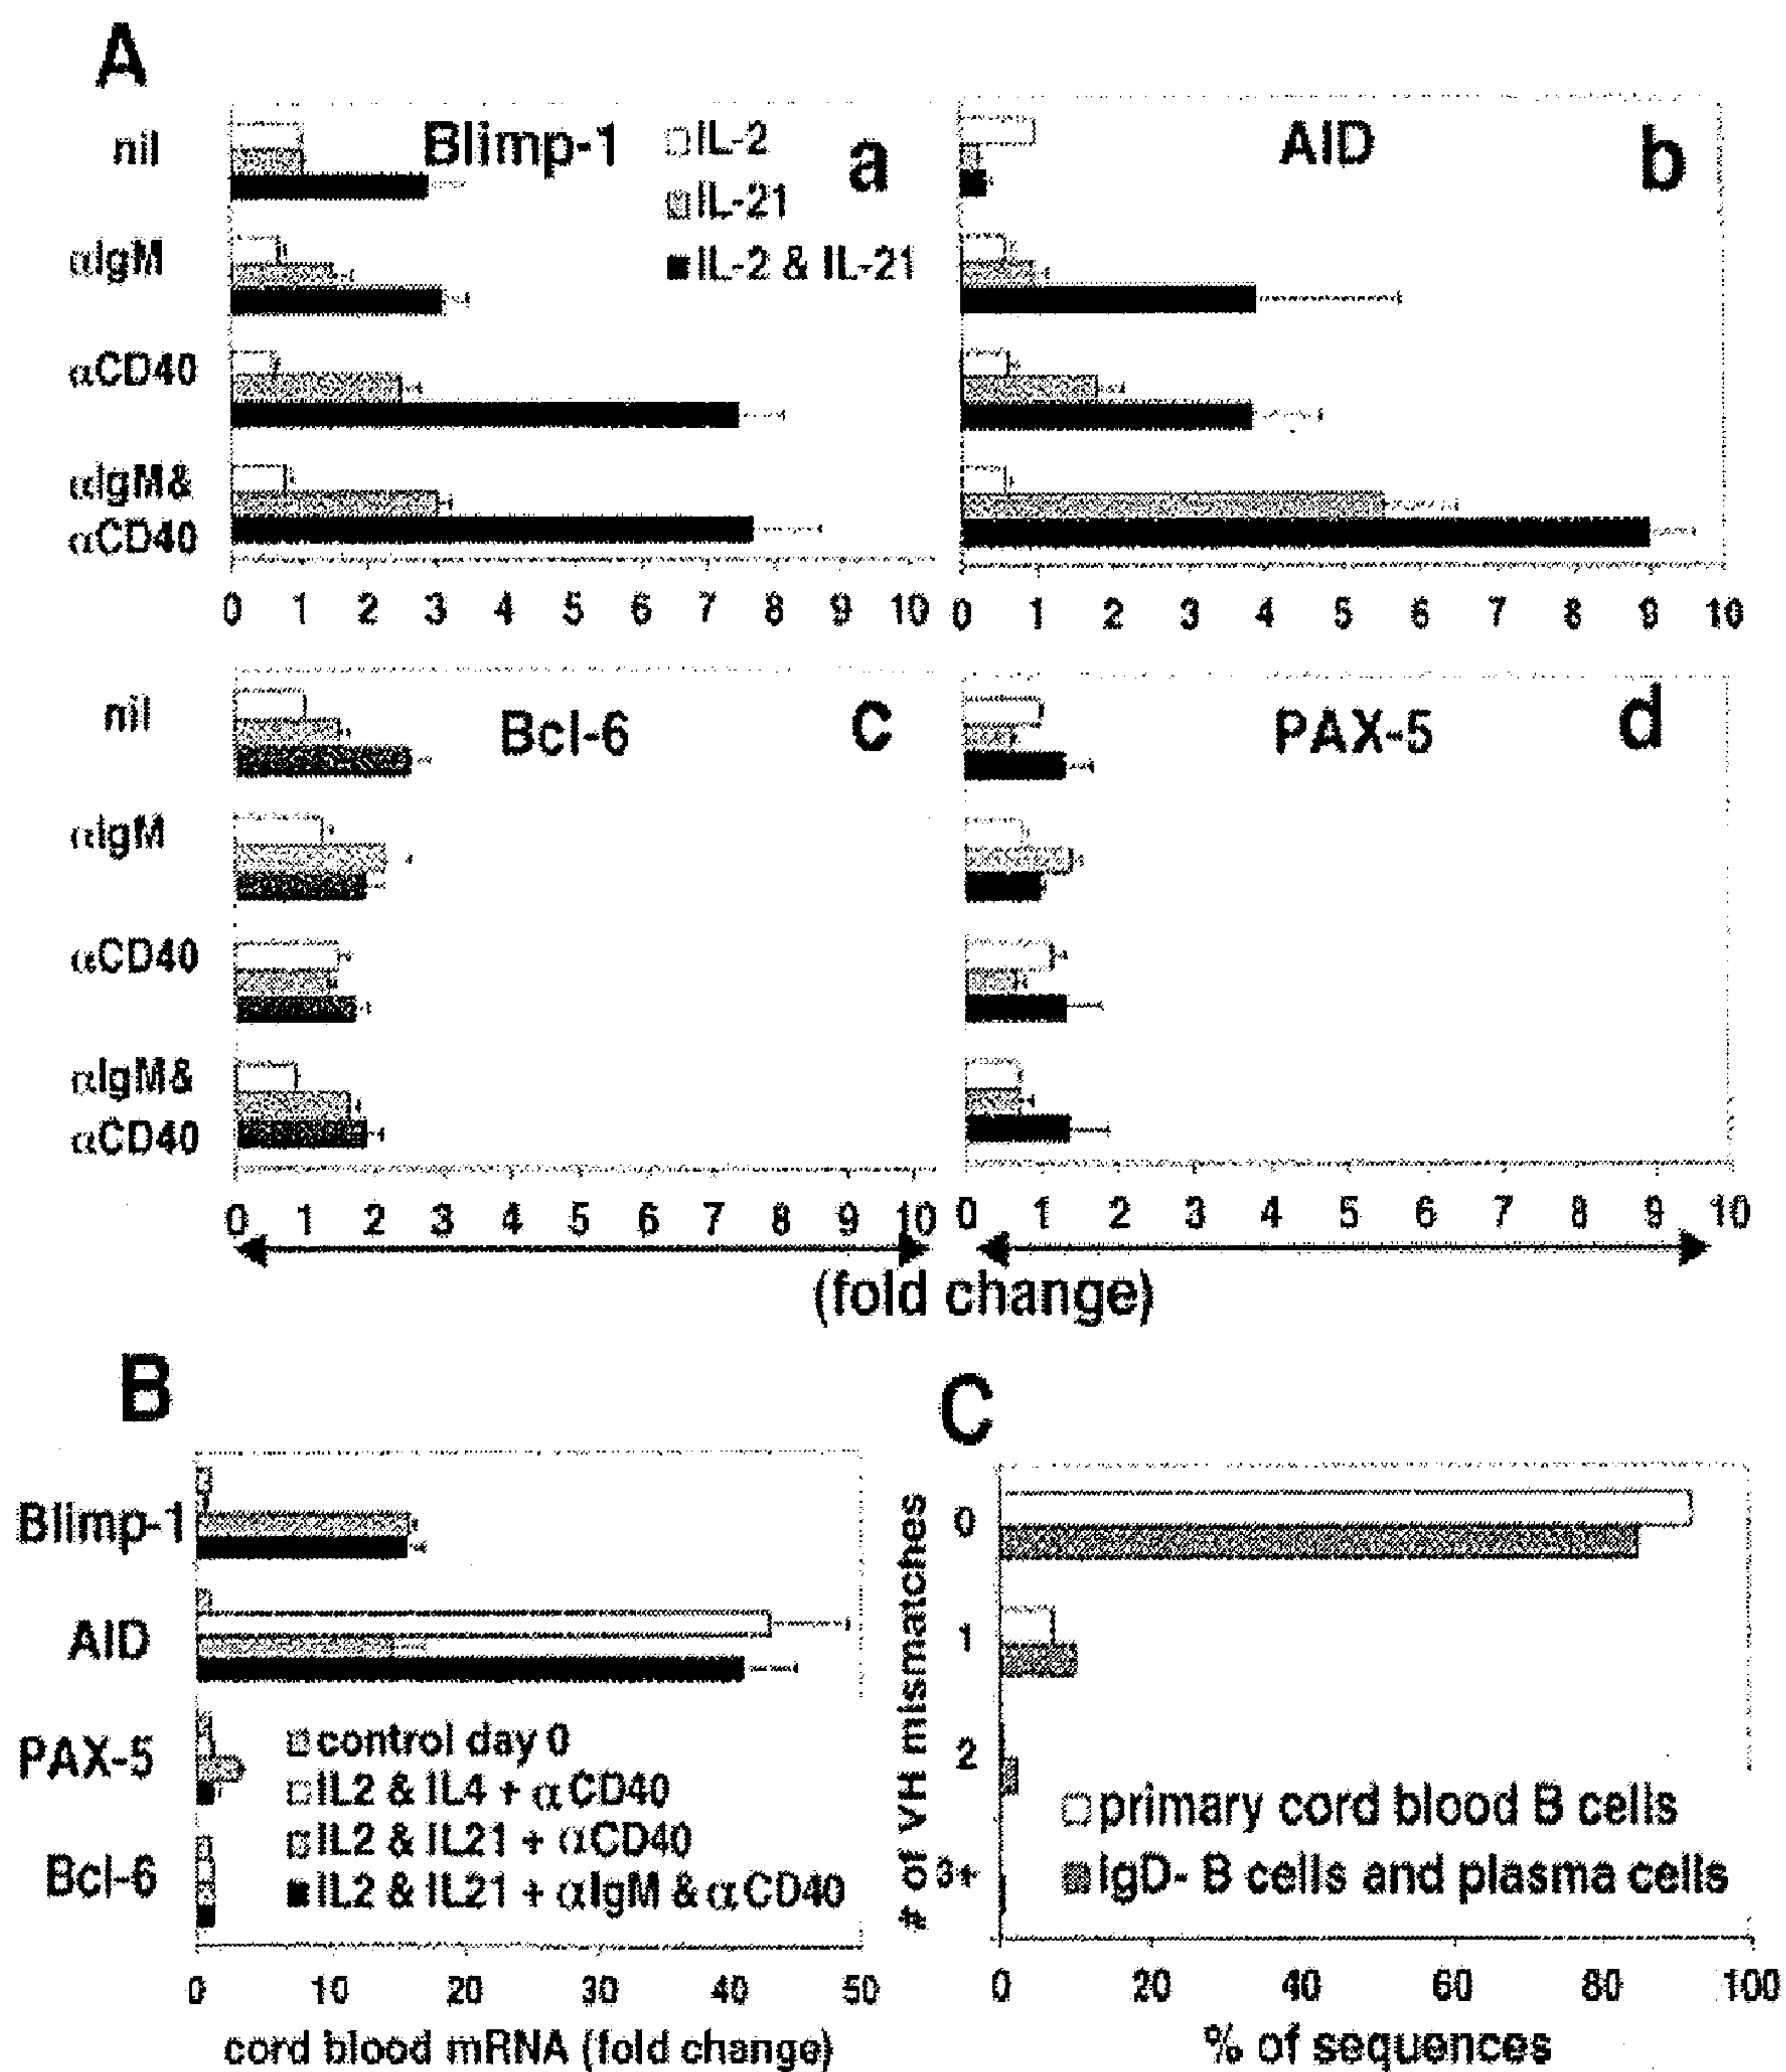 A
nil
αIgM
αCD40
αIgM&
αCD40
Blimp-1
a
IL-2
IL-21
IL-2 & IL-21
0 1 2 3 4 5 6 7 8 9 10
AID
b
0 1 2 3 4 5 6 7 8 9 10
nil
αIgM
αCD40
αIgM&
αCD40
Bcl-6
c
0 1 2 3 4 5 6 7 8 9 10
PAX-5
d
0 1 2 3 4 5 6 7 8 9 10
(fold change)
B
Blimp-1
AID
PAX-5
Bcl-6
control day 0
IL2 & IL4 + αCD40
IL2 & IL21 + αCD40
IL2 & IL21 + αIgM & αCD40
0 10 20 30 40 50
cord blood mRNA (fold change)
C
# of VH mismatches
0
1
2
3+
primary cord blood B cells
IgD- B cells and plasma cells
0 20 40 60 80 100
% of sequences